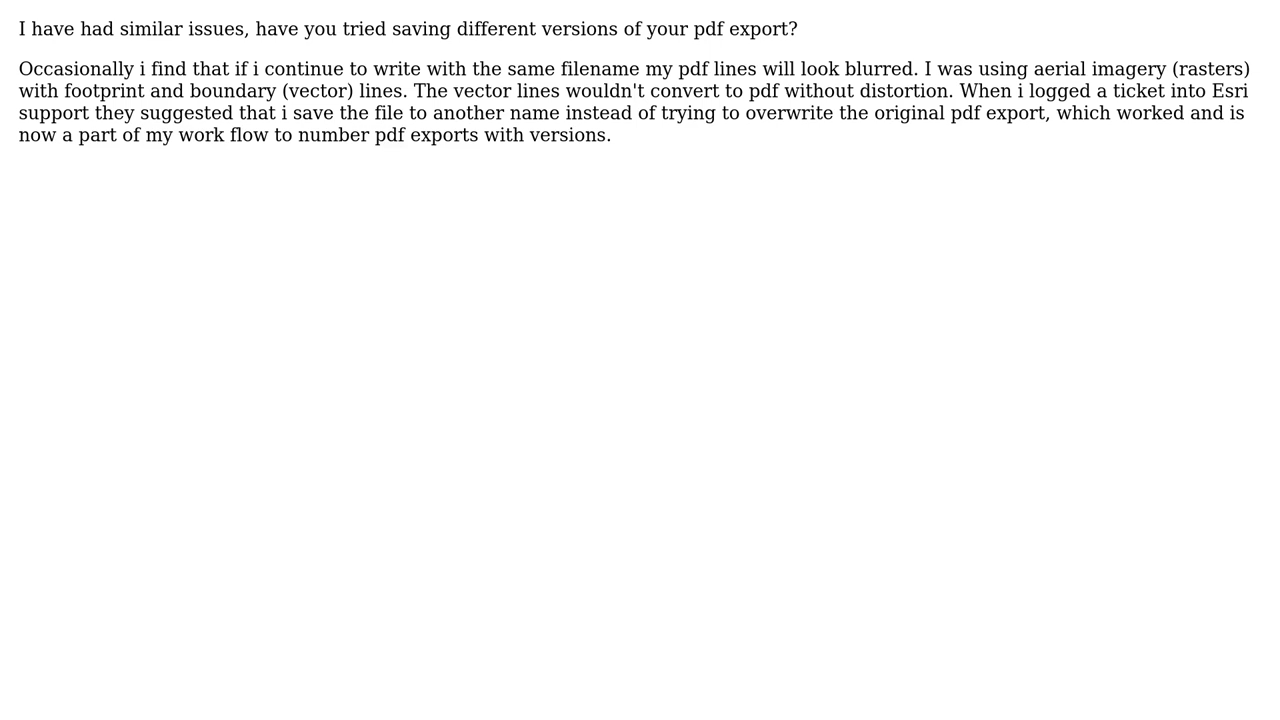 I have had similar issues, have you tried saving different versions of your pdf export?
Occasionally i find that if i continue to write with the same filename my pdf lines will look blurred. I was using aerial imagery (rasters)
with footprint and boundary (vector) lines. The vector lines wouldn't convert to pdf without distortion. When i logged a ticket into Esri
support they suggested that i save the file to another name instead of trying to overwrite the original pdf export, which worked and is
now a part of my work flow to number pdf exports with versions.